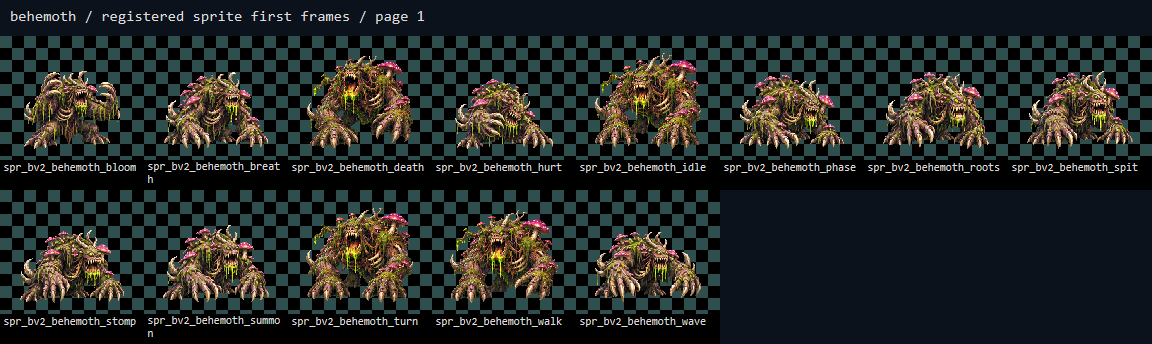 behemoth / registered sprite first frames / page 1
spr_bv2_behemoth_bloom
spr_bv2_behemoth_breat
h
spr_bv2_behemoth_death
spr_bv2_behemoth_hurt
spr_bv2_behemoth_idle
spr_bv2_behemoth_phase
spr_bv2_behemoth_roots
spr_bv2_behemoth_spit
spr_bv2_behemoth_stomp
spr_bv2_behemoth_summo
n
spr_bv2_behemoth_turn
spr_bv2_behemoth_walk
spr_bv2_behemoth_wave